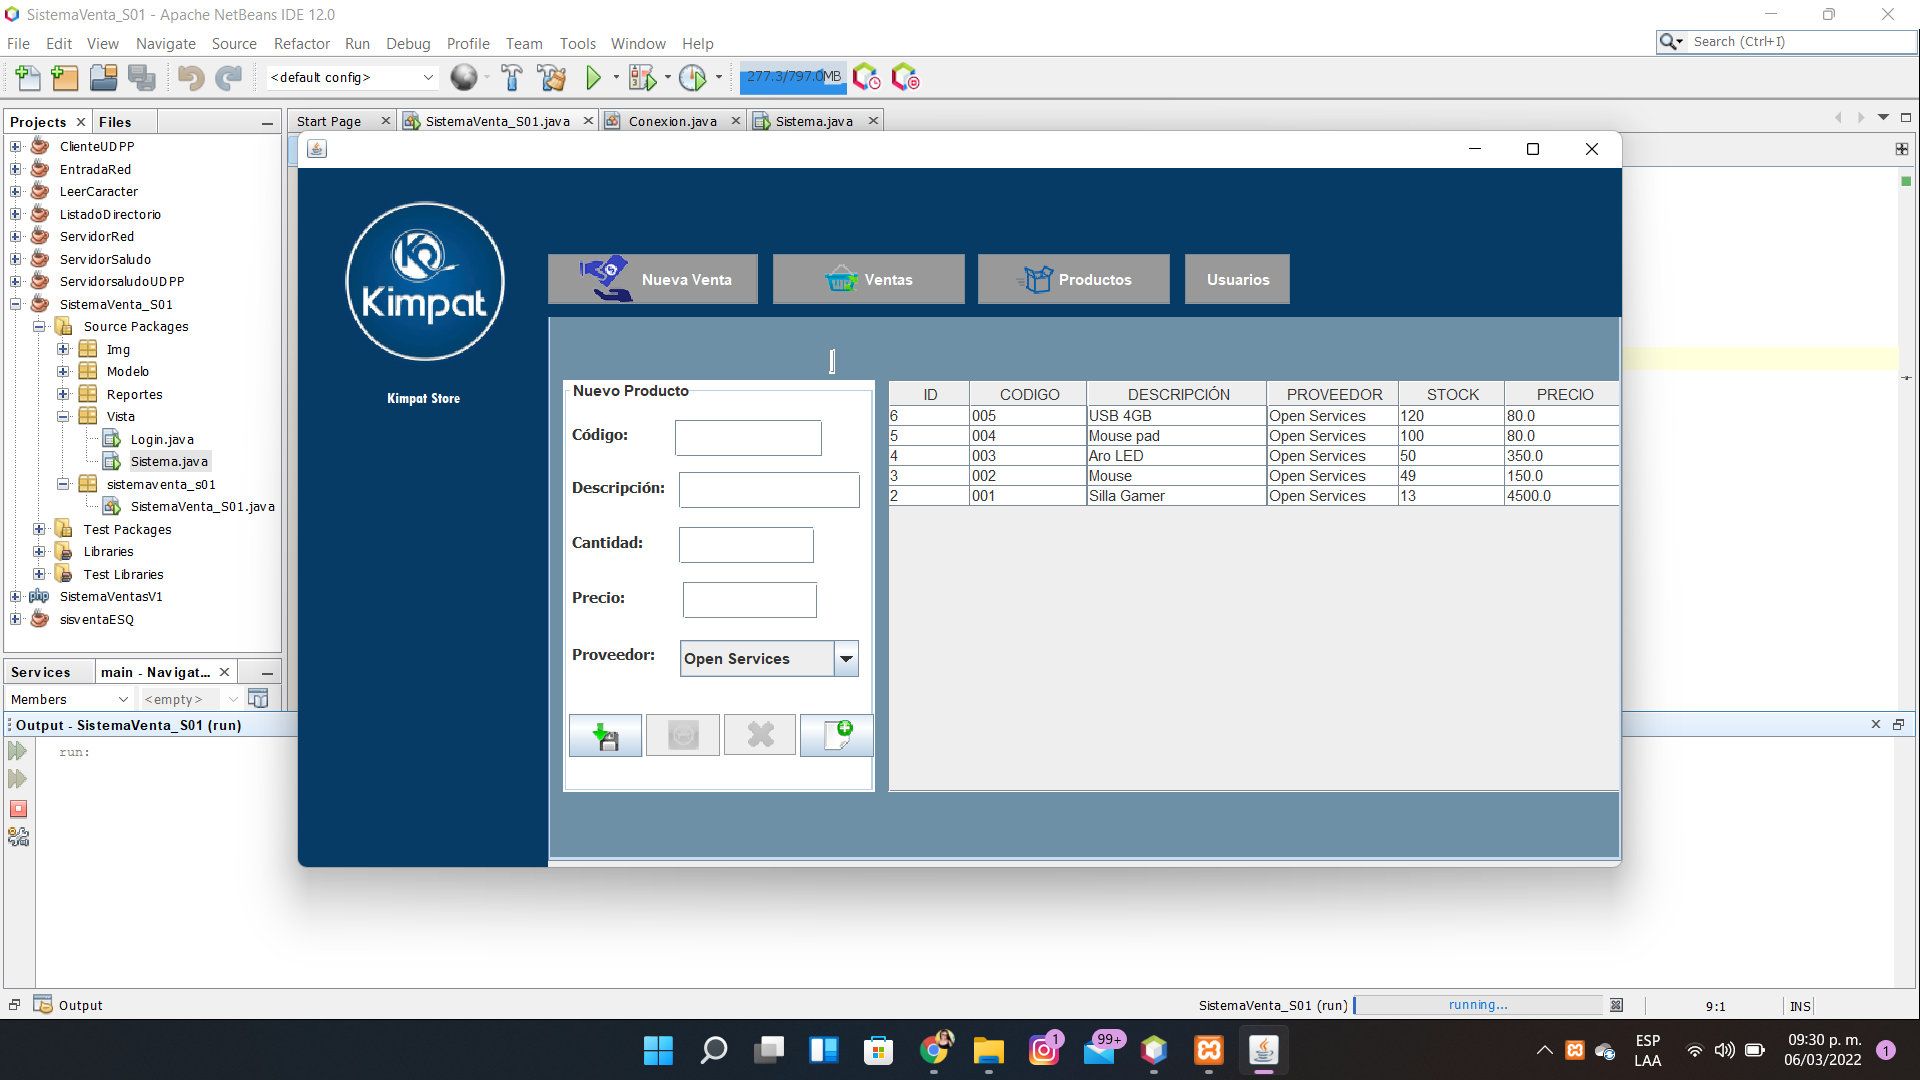 SistemaVenta_S01 - Apache NetBeans IDE 12.0
File Edit View Navigate Source Refactor Run Debug Profile Team Tools Window Help
Search (Ctrl+I)
<default config>
277.3/797.0MB
Projects Files
Start Page SistemaVenta_S01.java Conexion.java Sistema.java
ClienteUDPP
EntradaRed
LeerCaracter
ListadoDirectorio
ServidorRed
ServidorSaludo
ServidorsaludoUDPP
SistemaVenta_S01
Source Packages
Img
Modelo
Reportes
Vista
Login.java
Sistema.java
sistemaventa_s01
SistemaVenta_S01.java
Test Packages
Libraries
Test Libraries
SistemaVentasV1
sisventaESQ
Services main - Navigat...
Members <empty>
Kimpat
Kimpat Store
Nueva Venta Ventas Productos Usuarios
Nuevo Producto
Código:
Descripción:
Cantidad:
Precio:
Proveedor: Open Services
ID CODIGO DESCRIPCIÓN PROVEEDOR STOCK PRECIO
6 005 USB 4GB Open Services 120 80.0
5 004 Mouse pad Open Services 100 80.0
4 003 Aro LED Open Services 50 350.0
3 002 Mouse Open Services 49 150.0
2 001 Silla Gamer Open Services 13 4500.0
Output - SistemaVenta_S01 (run)
run:
Output
SistemaVenta_S01 (run) running... 9:1 INS
1
99+
ESP
LAA
09:30 p. m.
06/03/2022
1